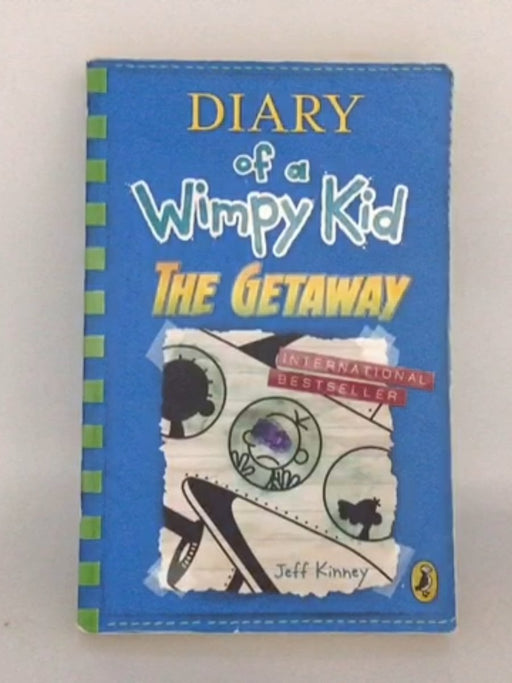 DIARY
of a
Wimpy Kid
THE GETAWAY
INTERNATIONAL
BESTSELLER
Jeff Kinney